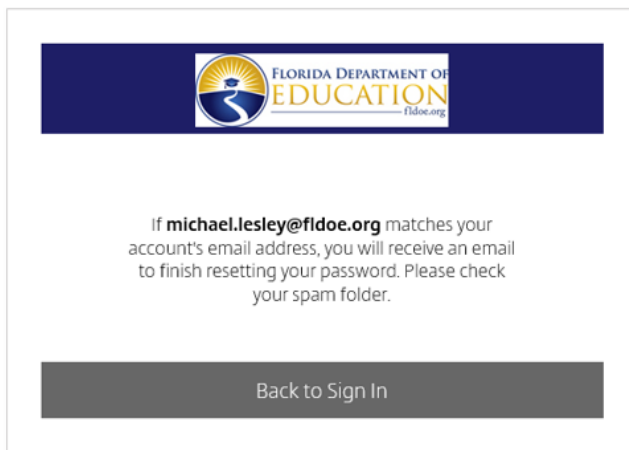 FLORIDA DEPARTMENT OF
EDUCATION
fldoe.org
If michael.lesley@fldoe.org matches your
account's email address, you will receive an email
to finish resetting your password. Please check
your spam folder.
Back to Sign In